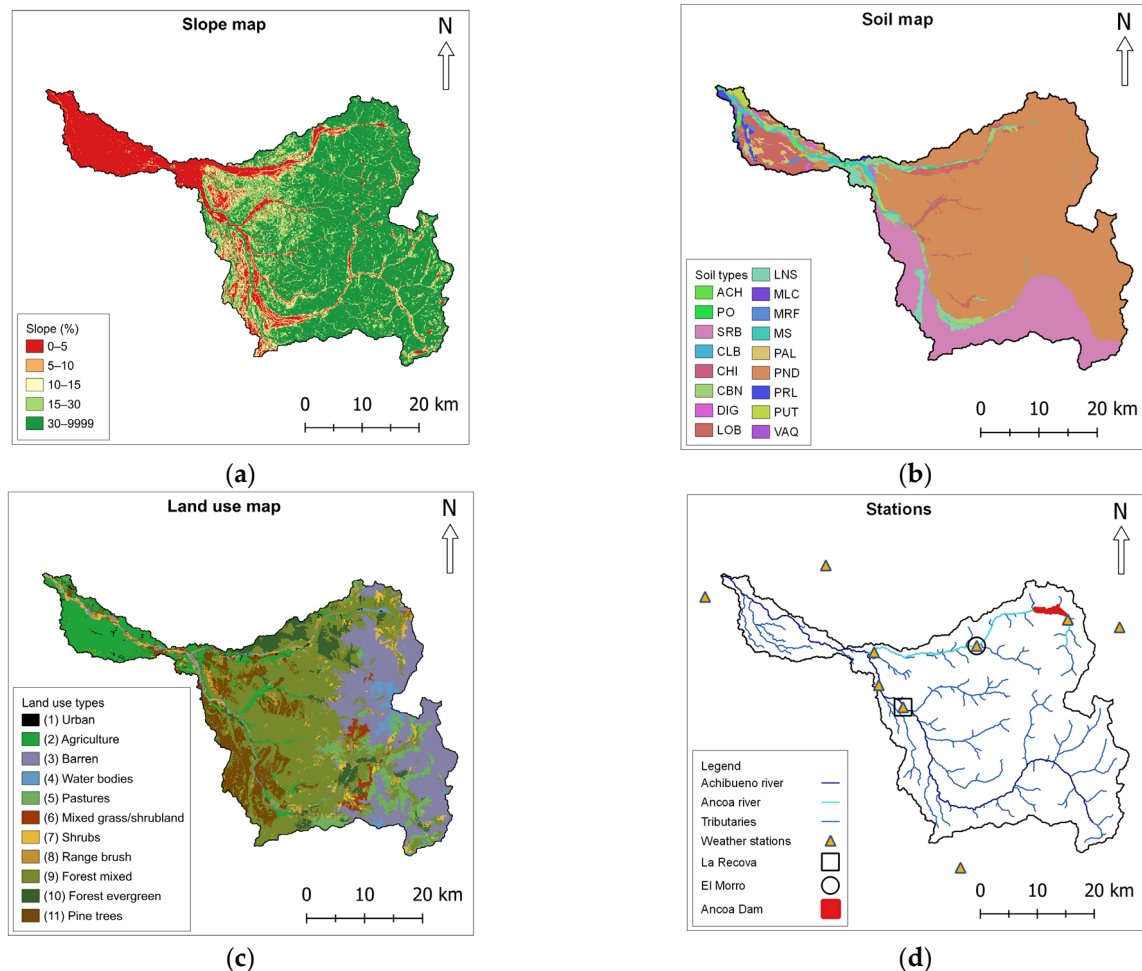 Slope map
N
Slope (%)
0–5
5–10
10–15
15–30
30–9999
0 10 20 km
(a)
Soil map
N
Soil types
ACH
PO
SRB
CLB
CHI
CBN
DIG
LOB
LNS
MLC
MRF
MS
PAL
PND
PRL
PUT
VAQ
0 10 20 km
(b)
Land use map
N
Land use types
(1) Urban
(2) Agriculture
(3) Barren
(4) Water bodies
(5) Pastures
(6) Mixed grass/shrubland
(7) Shrubs
(8) Range brush
(9) Forest mixed
(10) Forest evergreen
(11) Pine trees
0 10 20 km
(c)
Stations
N
Legend
Achibueno river
Ancoa river
Tributaries
Weather stations
La Recova
El Morro
Ancoa Dam
0 10 20 km
(d)